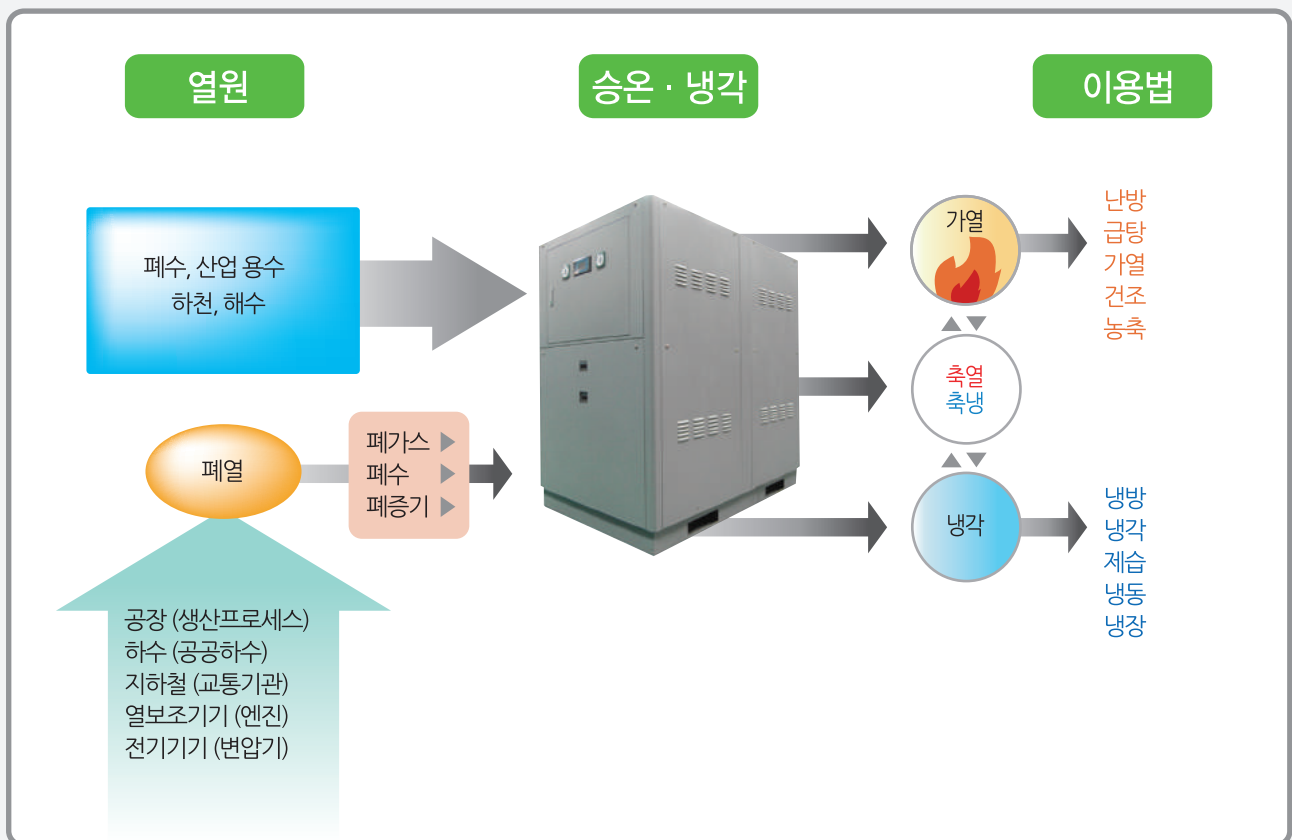 열원
승온 · 냉각
이용법
폐수, 산업 용수
하천, 해수
폐열
폐가스
폐수
폐증기
공장 (생산프로세스)
하수 (공공하수)
지하철 (교통기관)
열보조기기 (엔진)
전기기기 (변압기)
가열
축열
축냉
냉각
난방
급탕
가열
건조
농축
냉방
냉각
제습
냉동
냉장